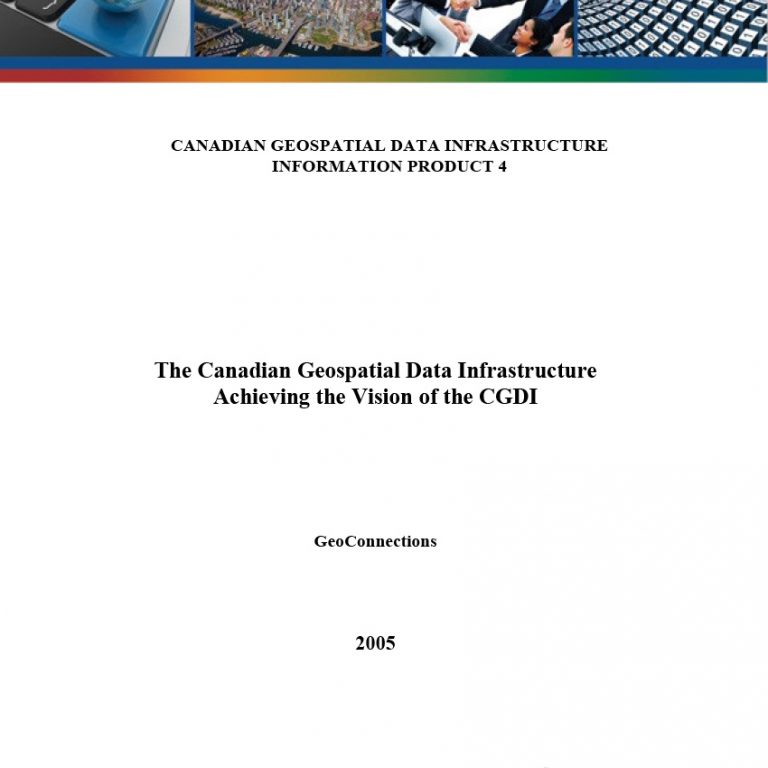 CANADIAN GEOSPATIAL DATA INFRASTRUCTURE
INFORMATION PRODUCT 4
The Canadian Geospatial Data Infrastructure
Achieving the Vision of the CGDI
GeoConnections
2005